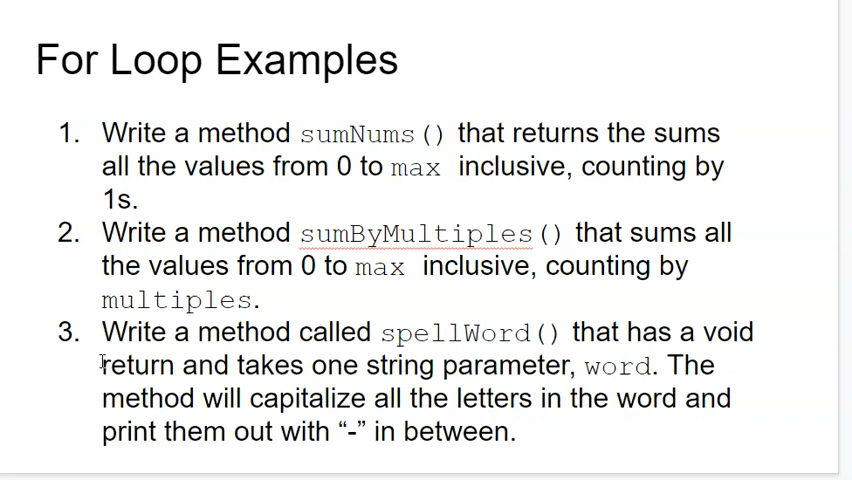 For Loop Examples
1. Write a method sumNums() that returns the sums
all the values from 0 to max inclusive, counting by
1s.
2. Write a method sumByMultiples() that sums all
the values from 0 to max inclusive, counting by
multiples.
3. Write a method called spellWord() that has a void
return and takes one string parameter, word. The
method will capitalize all the letters in the word and
print them out with “-” in between.